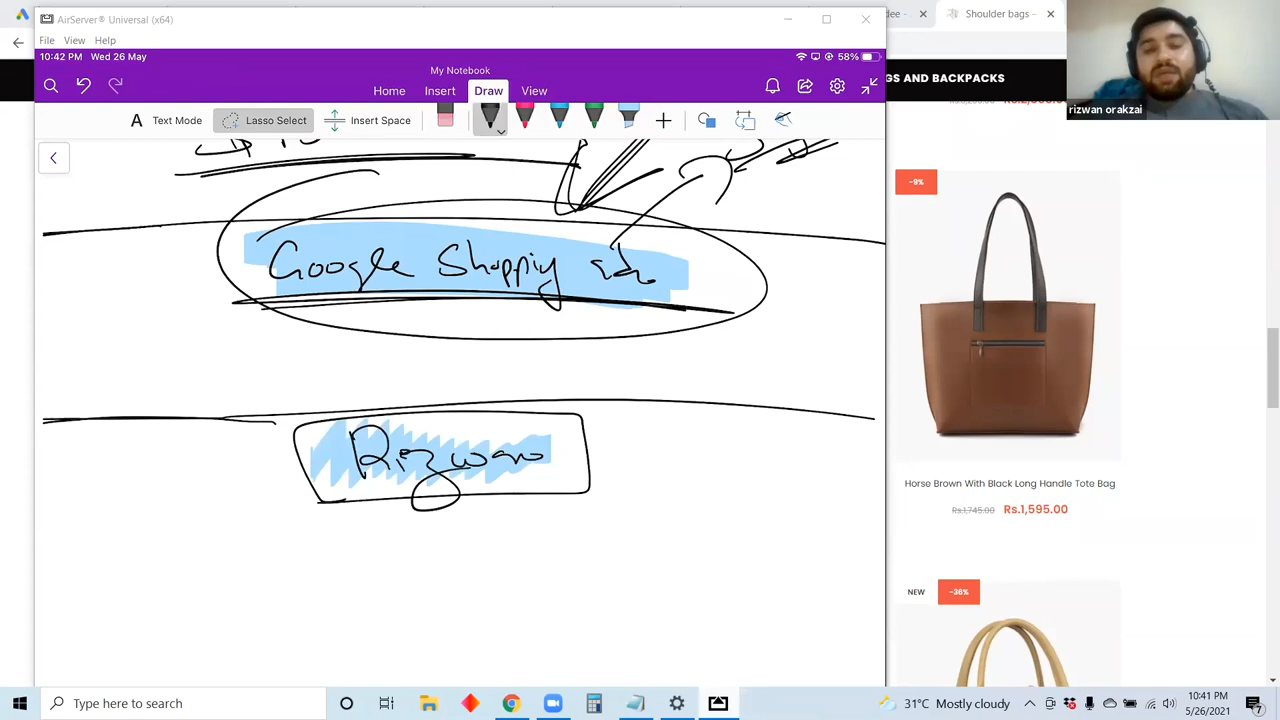 AirServer® Universal (x64)
File View Help
10:42 PM Wed 26 May
58%
My Notebook
Home Insert Draw View
A Text Mode Lasso Select Insert Space
Google Shopping ads
Rizwan
Shoulder bags –
GS AND BACKPACKS
rizwan orakzai
-9%
Horse Brown With Black Long Handle Tote Bag
Rs.1,745.00 Rs.1,595.00
NEW -36%
Type here to search
31°C Mostly cloudy
10:41 PM
5/26/2021
7